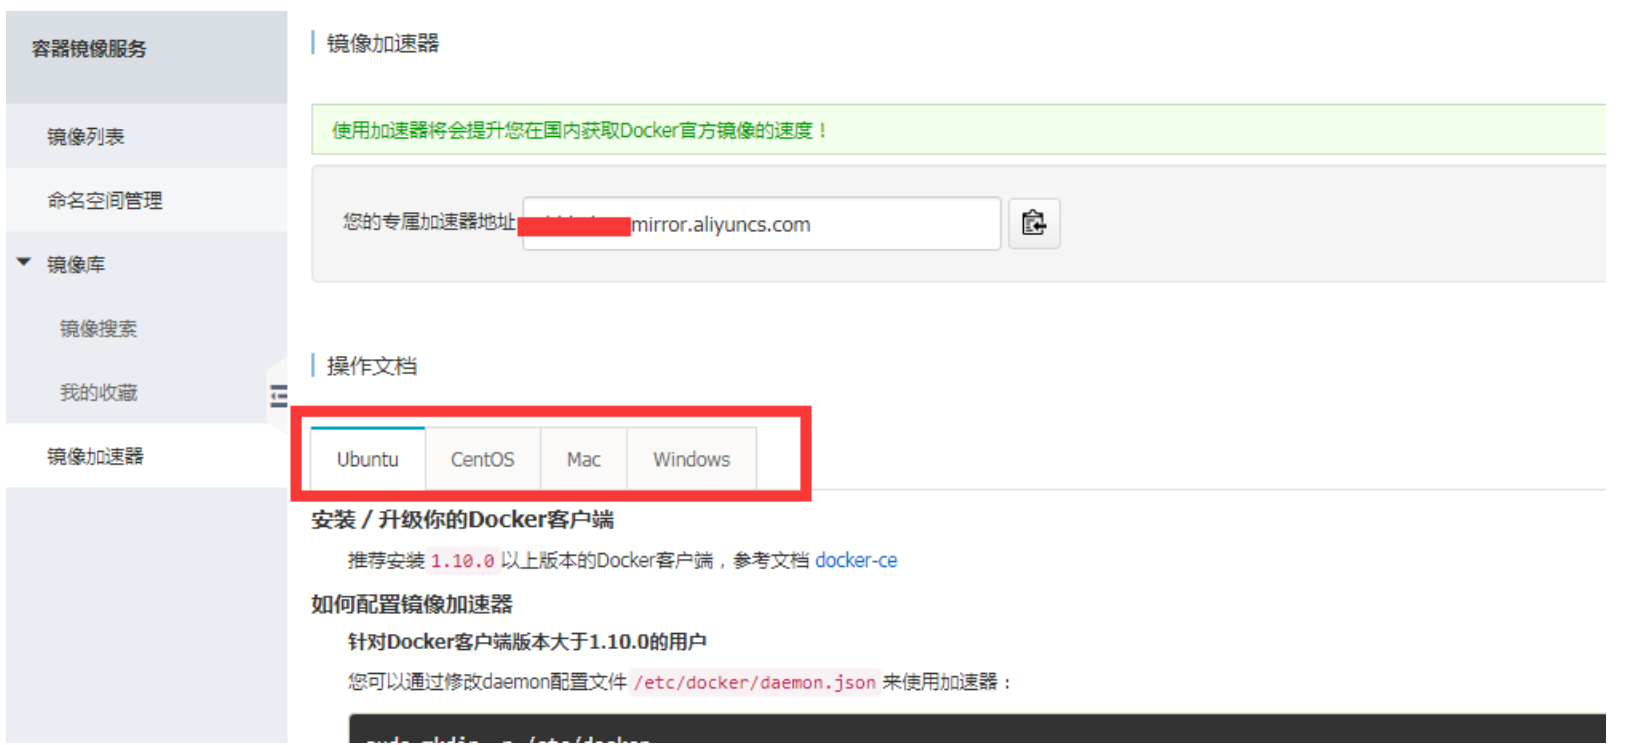 容器镜像服务
镜像列表
命名空间管理
镜像库
镜像搜索
我的收藏
镜像加速器
镜像加速器
使用加速器将会提升您在国内获取Docker官方镜像的速度！
您的专属加速器地址 mirror.aliyuncs.com
操作文档
Ubuntu CentOS Mac Windows
安装 / 升级你的Docker客户端
推荐安装 1.10.0 以上版本的Docker客户端，参考文档 docker-ce
如何配置镜像加速器
针对Docker客户端版本大于1.10.0的用户
您可以通过修改daemon配置文件 /etc/docker/daemon.json 来使用加速器：
sudo mkdir -p /etc/docker